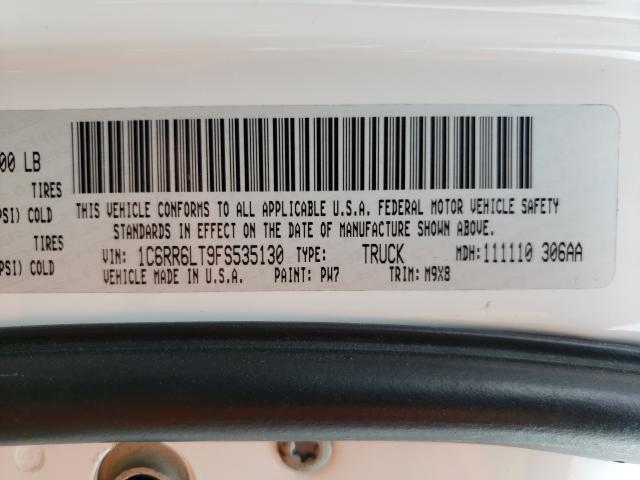 00 LB
TIRES
PSI) COLD
TIRES
PSI) COLD
THIS VEHICLE CONFORMS TO ALL APPLICABLE U.S.A. FEDERAL MOTOR VEHICLE SAFETY
STANDARDS IN EFFECT ON THE DATE OF MANUFACTURE SHOWN ABOVE.
VIN: 1C6RR6LT9FS535130 TYPE: TRUCK MDH: 111110 306AA
VEHICLE MADE IN U.S.A. PAINT: PW7 TRIM: M9X8